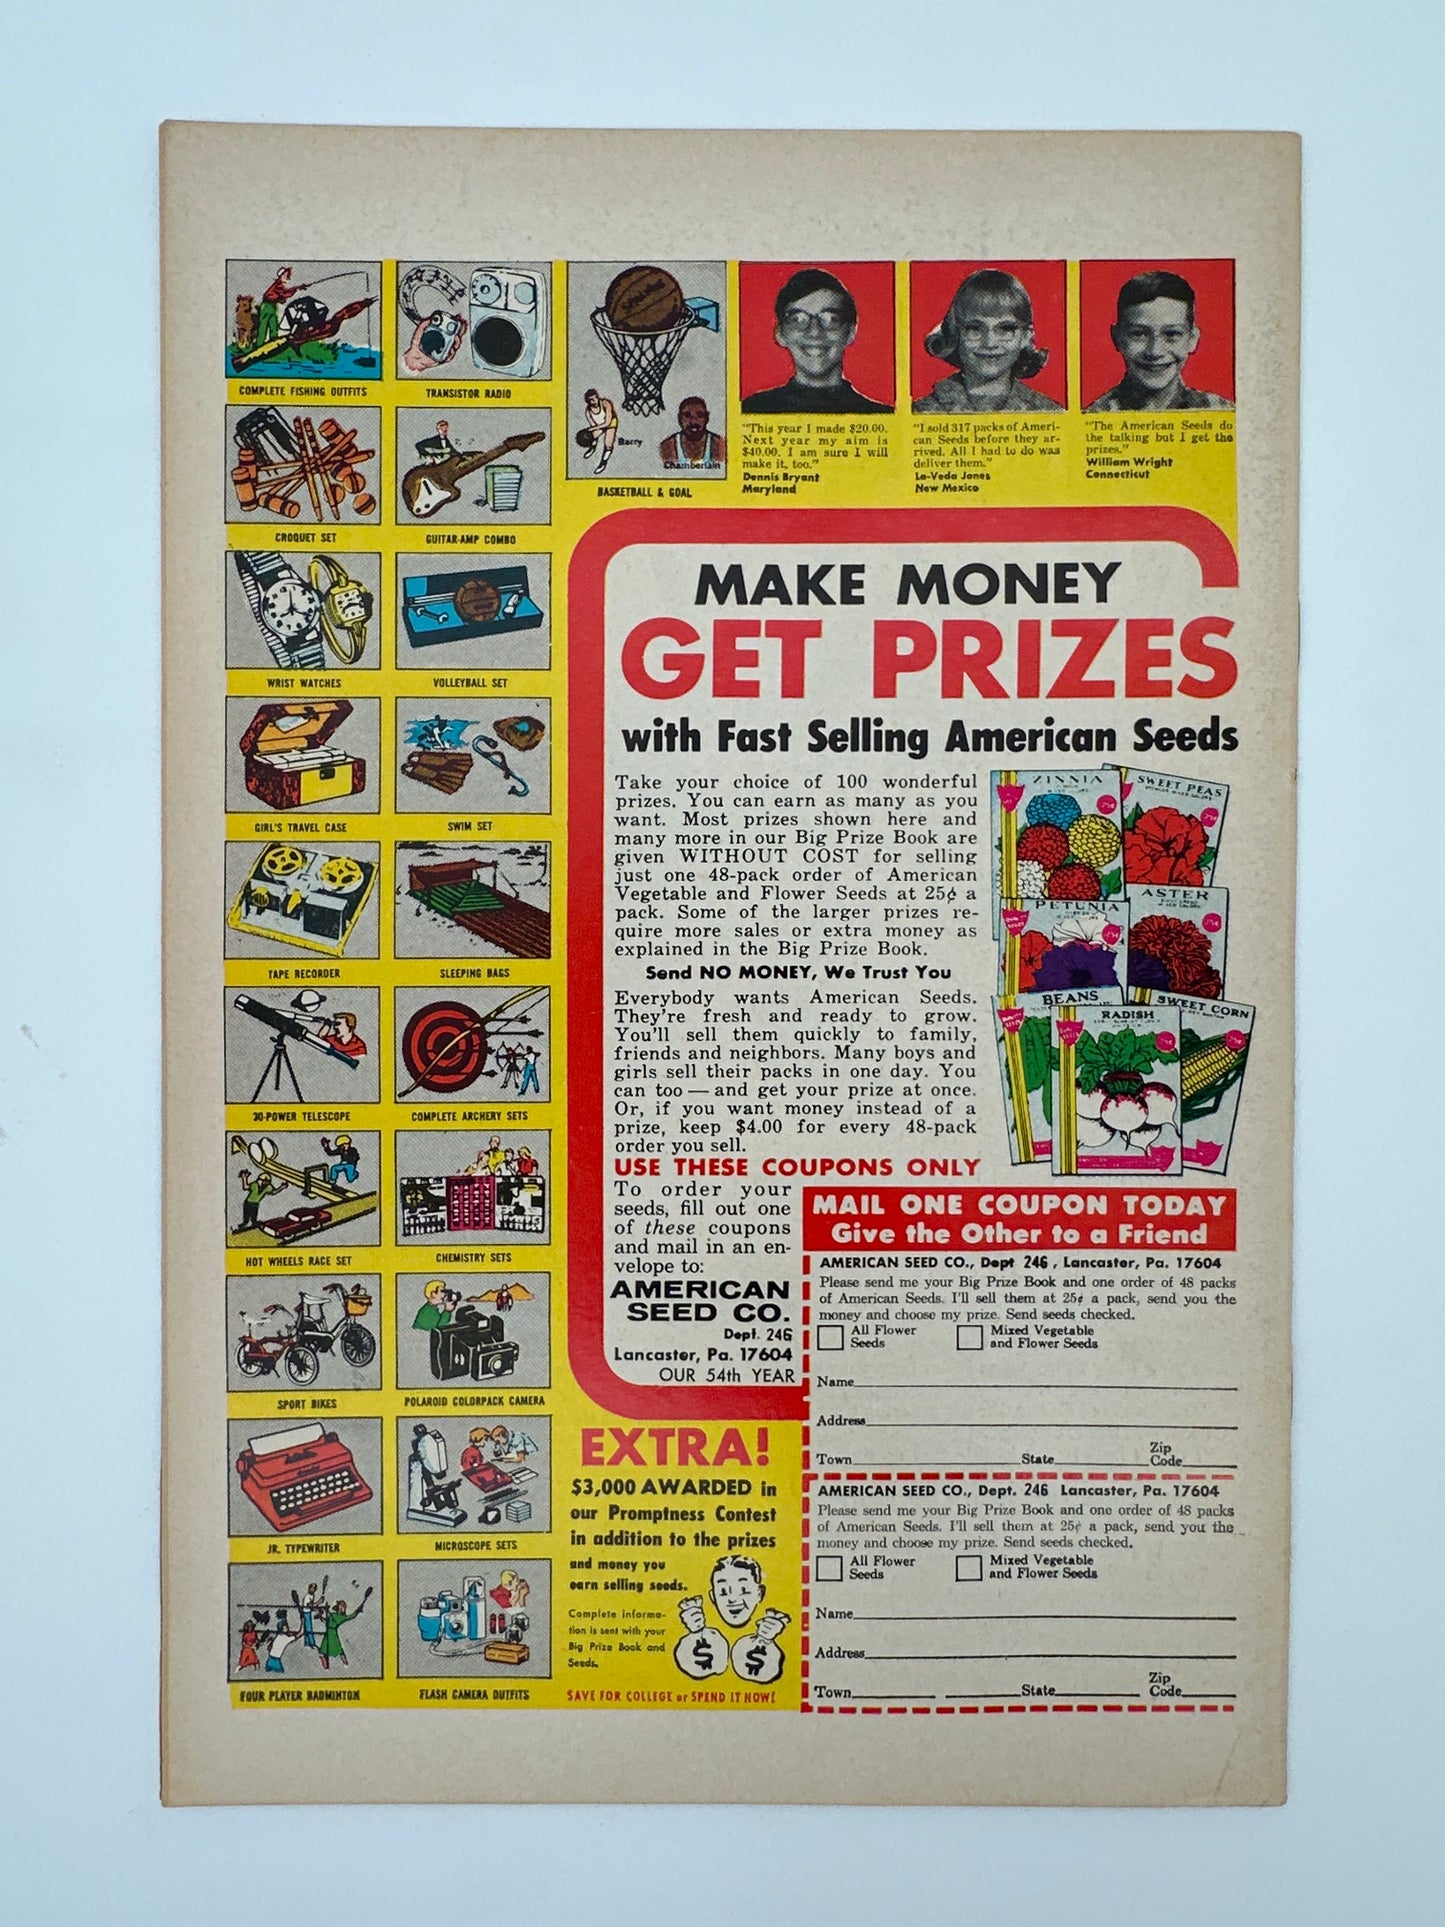 COMPLETE FISHING OUTFITS
TRANSISTOR RADIO
CROQUET SET
GUITAR-AMP COMBO
WRIST WATCHES
VOLLEYBALL SET
GIRL'S TRAVEL CASE
SWIM SET
TAPE RECORDER
SLEEPING BAGS
30-POWER TELESCOPE
COMPLETE ARCHERY SETS
HOT WHEELS RACE SET
CHEMISTRY SETS
SPORT BIKES
POLAROID COLORPACK CAMERA
JR. TYPEWRITER
MICROSCOPE SETS
FOUR PLAYER BADMINTON
FLASH CAMERA OUTFITS
Barry
Chamberlain
BASKETBALL & GOAL
"This year I made $20.00.
Next year my aim is
$40.00. I am sure I will
make it, too."
Dennis Bryant
Maryland
"I sold 317 packs of Ameri-
can Seeds before they ar-
rived. All I had to do was
deliver them."
La-Veda Jones
New Mexico
"The American Seeds do
the talking but I get the
prizes."
William Wright
Connecticut
MAKE MONEY
GET PRIZES
with Fast Selling American Seeds
Take your choice of 100 wonderful
prizes. You can earn as many as you
want. Most prizes shown here and
many more in our Big Prize Book are
given WITHOUT COST for selling
just one 48-pack order of American
Vegetable and Flower Seeds at 25¢ a
pack. Some of the larger prizes re-
quire more sales or extra money as
explained in the Big Prize Book.
Send NO MONEY, We Trust You
Everybody wants American Seeds.
They're fresh and ready to grow.
You'll sell them quickly to family,
friends and neighbors. Many boys and
girls sell their packs in one day. You
can too — and get your prize at once.
Or, if you want money instead of a
prize, keep $4.00 for every 48-pack
order you sell.
USE THESE COUPONS ONLY
ZINNIA
SWEET PEAS
PETUNIA
ASTER
BEANS
RADISH
SWEET CORN
To order your
seeds, fill out one
of these coupons
and mail in an en-
velope to:
AMERICAN
SEED CO.
Dept. 246
Lancaster, Pa. 17604
OUR 54th YEAR
EXTRA!
$3,000 AWARDED in
our Promptness Contest
in addition to the prizes
and money you
earn selling seeds.
Complete informa-
tion is sent with your
Big Prize Book and
Seeds.
$ $
SAVE FOR COLLEGE or SPEND IT NOW!
MAIL ONE COUPON TODAY
Give the Other to a Friend
AMERICAN SEED CO., Dept 246, Lancaster, Pa. 17604
Please send me your Big Prize Book and one order of 48 packs
of American Seeds. I'll sell them at 25¢ a pack, send you the
money and choose my prize. Send seeds checked.
All Flower Seeds
Mixed Vegetable and Flower Seeds
Name
Address
Town State Zip Code
AMERICAN SEED CO., Dept. 246 Lancaster, Pa. 17604
Please send me your Big Prize Book and one order of 48 packs
of American Seeds. I'll sell them at 25¢ a pack, send you the
money and choose my prize. Send seeds checked.
All Flower Seeds
Mixed Vegetable and Flower Seeds
Name
Address
Town State Zip Code